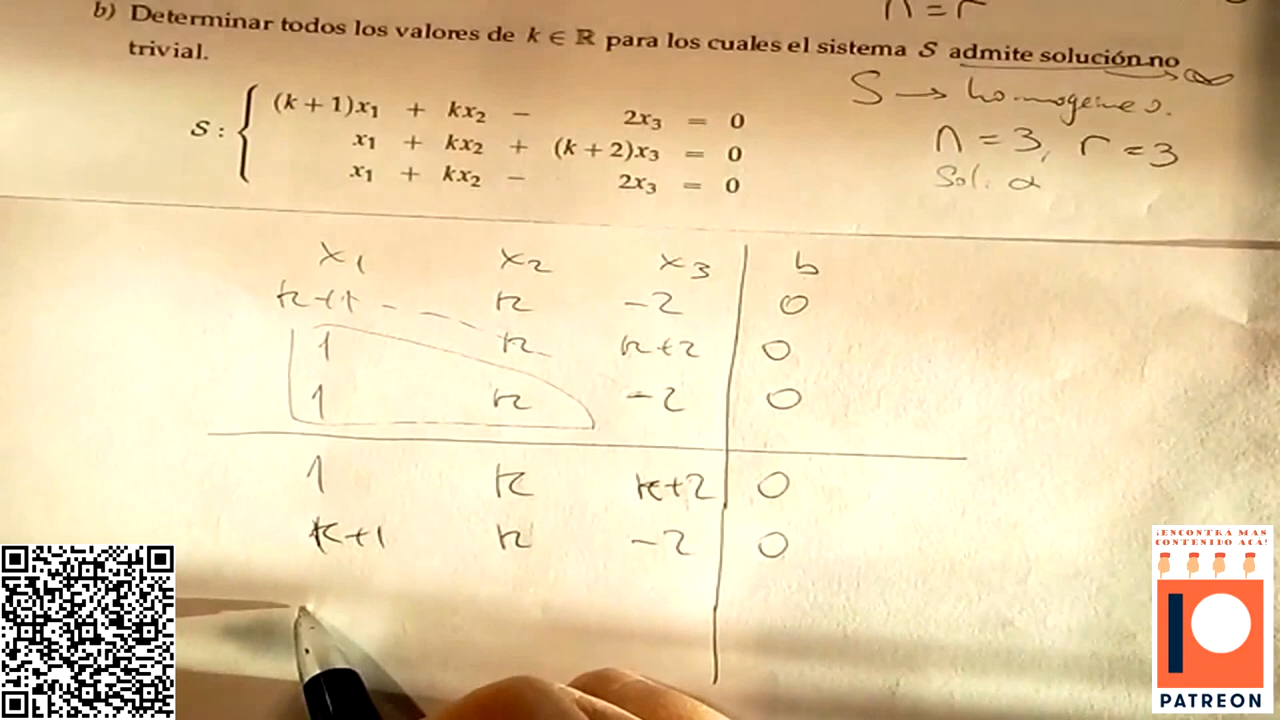 n = r
b) Determinar todos los valores de k ∈ ℝ para los cuales el sistema S admite solución no
trivial.
→ ∞
S → homogeneo.
n = 3, r = 3
Sol. α
S : { (k + 1)x₁ + kx₂ − 2x₃ = 0
x₁ + kx₂ + (k + 2)x₃ = 0
x₁ + kx₂ − 2x₃ = 0
x₁ x₂ x₃ b
k+1 k -2 0
1 k k+2 0
1 k -2 0
1 k k+2 0
k+1 k -2 0
¡ENCONTRA MAS
CONTENIDO ACA!
PATREON